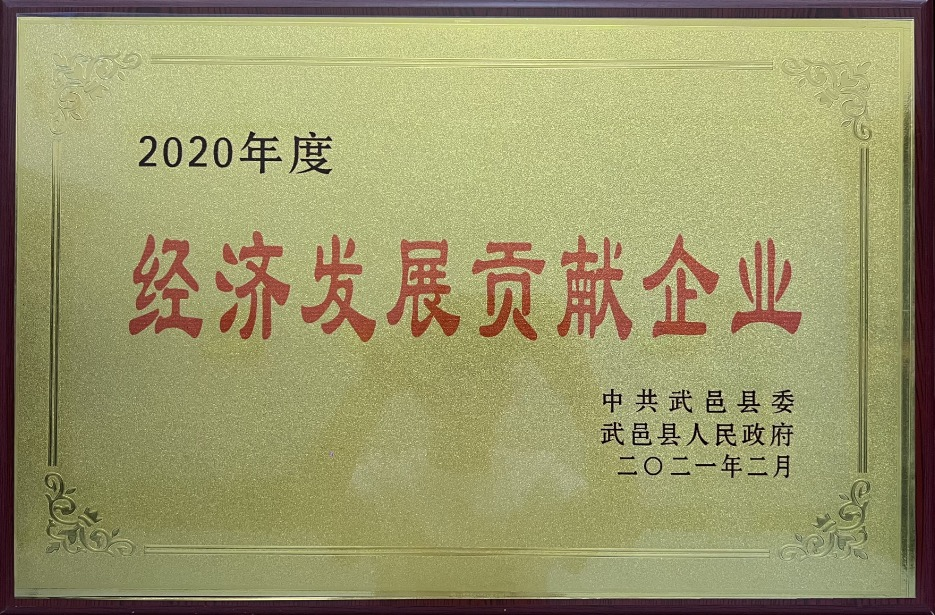 2020年度
经济发展贡献企业
中共武邑县委
武邑县人民政府
二〇二一年二月